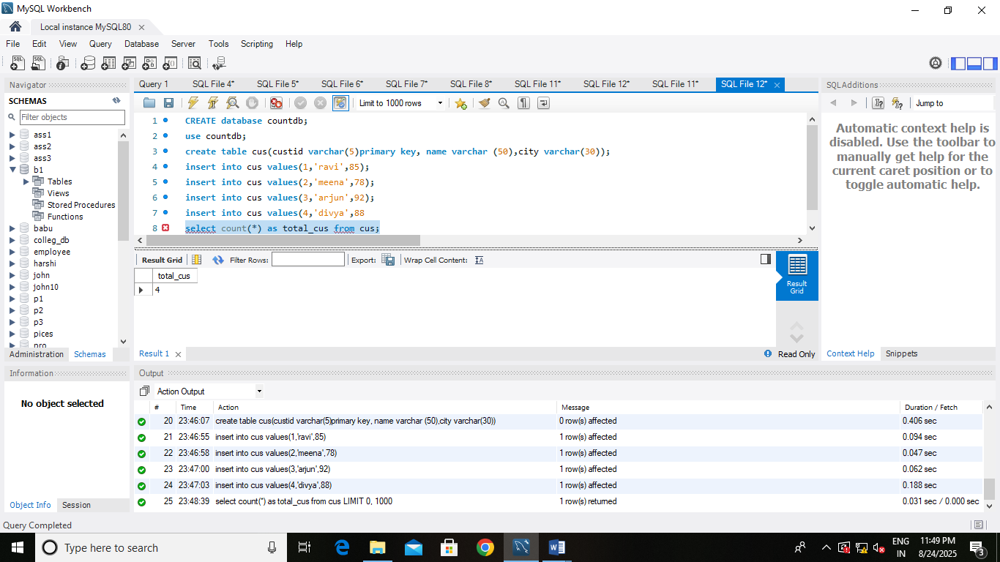 MySQL Workbench
Local instance MySQL80
File Edit View Query Database Server Tools Scripting Help
Navigator
SCHEMAS
Filter objects
ass1
ass2
ass3
b1
Tables
Views
Stored Procedures
Functions
babu
colleg_db
employee
harshi
john
john10
p1
p2
p3
pices
pro
Administration Schemas
Information
No object selected
Object Info Session
Query 1 SQL File 4* SQL File 5* SQL File 6* SQL File 7* SQL File 8* SQL File 11* SQL File 12* SQL File 11* SQL File 12*
Limit to 1000 rows
1 CREATE database countdb;
2 use countdb;
3 create table cus(custid varchar(5)primary key, name varchar (50),city varchar(30));
4 insert into cus values(1,'ravi',85);
5 insert into cus values(2,'meena',78);
6 insert into cus values(3,'arjun',92);
7 insert into cus values(4,'divya',88
8 select count(*) as total_cus from cus;
Result Grid Filter Rows: Export: Wrap Cell Content:
total_cus
4
Result Grid
Result 1
Read Only
SQLAdditions
Jump to
Automatic context help is
disabled. Use the toolbar to
manually get help for the
current caret position or to
toggle automatic help.
Context Help Snippets
Output
Action Output
# Time Action Message Duration / Fetch
20 23:46:07 create table cus(custid varchar(5)primary key, name varchar (50),city varchar(30)) 0 row(s) affected 0.406 sec
21 23:46:55 insert into cus values(1,'ravi',85) 1 row(s) affected 0.094 sec
22 23:46:58 insert into cus values(2,'meena',78) 1 row(s) affected 0.047 sec
23 23:47:00 insert into cus values(3,'arjun',92) 1 row(s) affected 0.062 sec
24 23:47:03 insert into cus values(4,'divya',88) 1 row(s) affected 0.188 sec
25 23:48:39 select count(*) as total_cus from cus LIMIT 0, 1000 1 row(s) returned 0.031 sec / 0.000 sec
Query Completed
Type here to search
ENG
IN
11:49 PM
8/24/2025
3